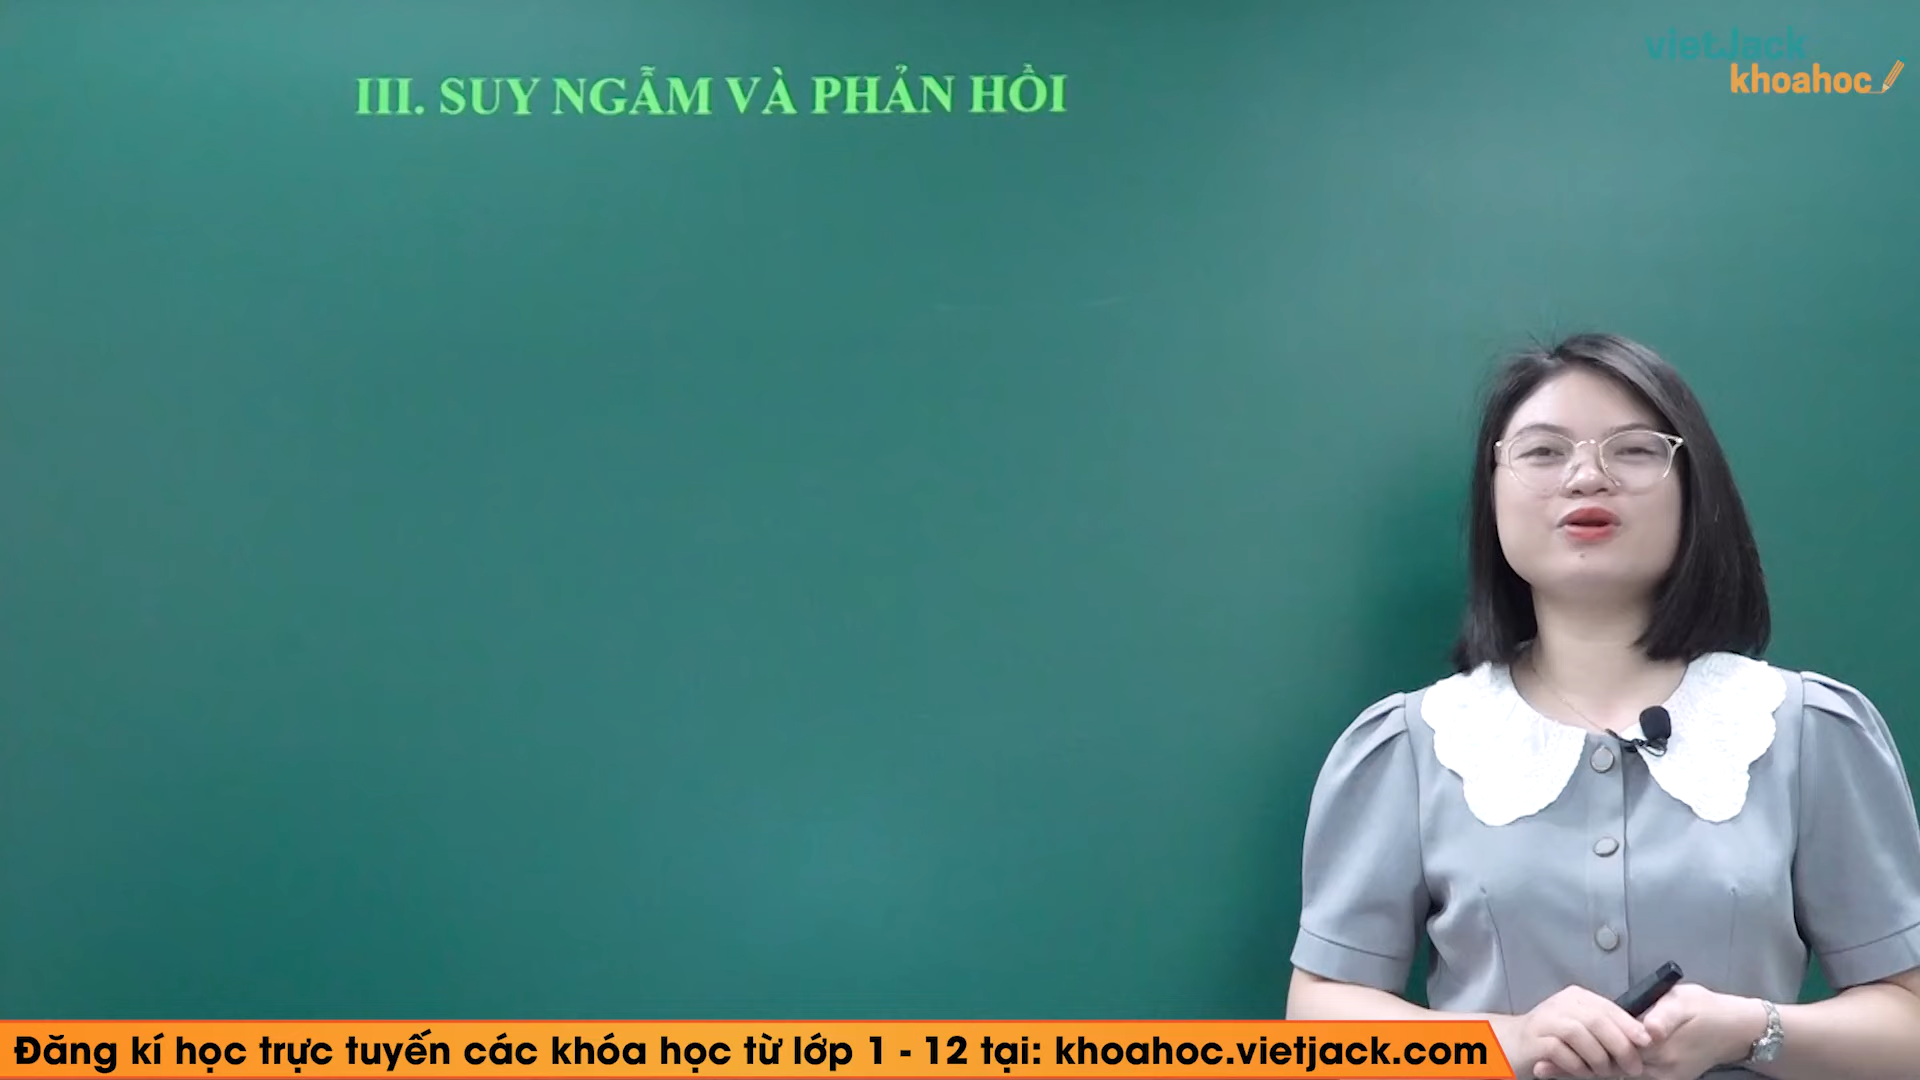 vietJack
khoahoc
III. SUY NGẪM VÀ PHẢN HỒI
Đăng kí học trực tuyến các khóa học từ lớp 1 - 12 tại: khoahoc.vietjack.com